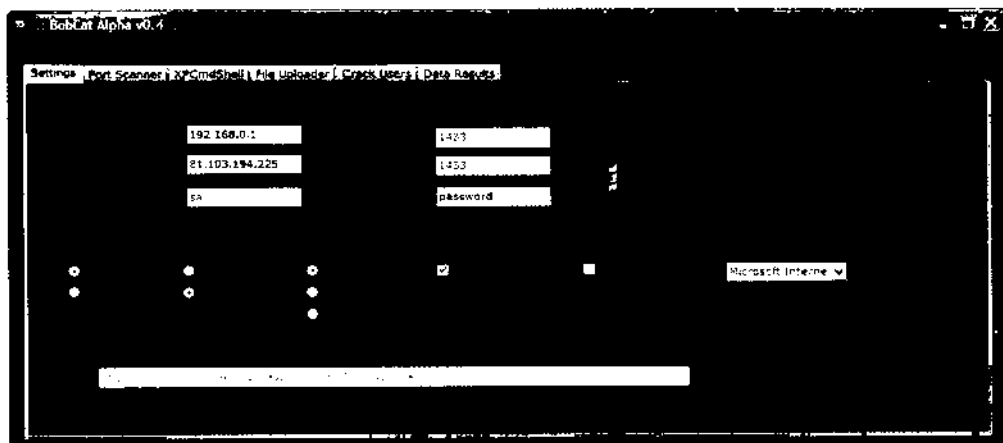 BobCat Alpha v0.4
Settings Port Scanner XPCmdShell File Uploader Crack Users Data Results
192.168.0.1 1433
81.103.194.225 1433
sa password
Microsoft Interne